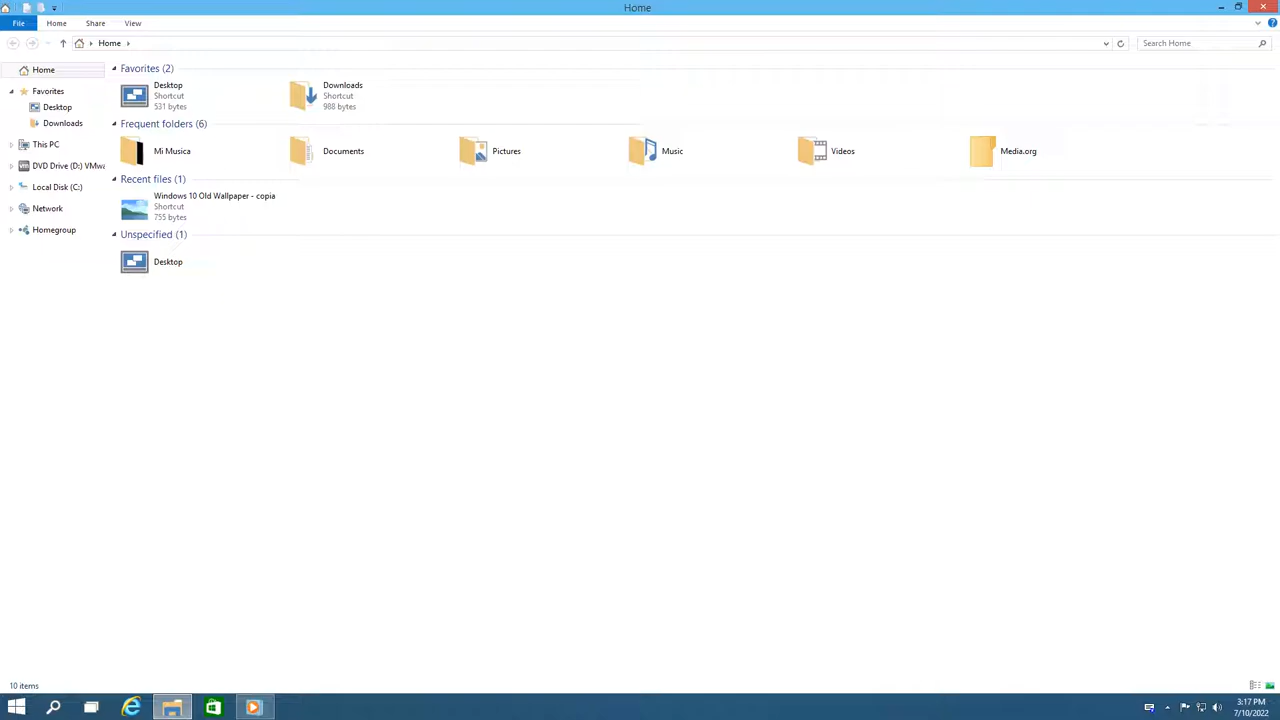 Home
File Home Share View
Home
Search Home
Home
Favorites
Desktop
Downloads
This PC
DVD Drive (D:) VMwa
Local Disk (C:)
Network
Homegroup
Favorites (2)
Desktop
Shortcut
531 bytes
Downloads
Shortcut
988 bytes
Frequent folders (6)
Mi Musica
Documents
Pictures
Music
Videos
Media.org
Recent files (1)
Windows 10 Old Wallpaper - copia
Shortcut
755 bytes
Unspecified (1)
Desktop
10 items
3:17 PM
7/10/2022